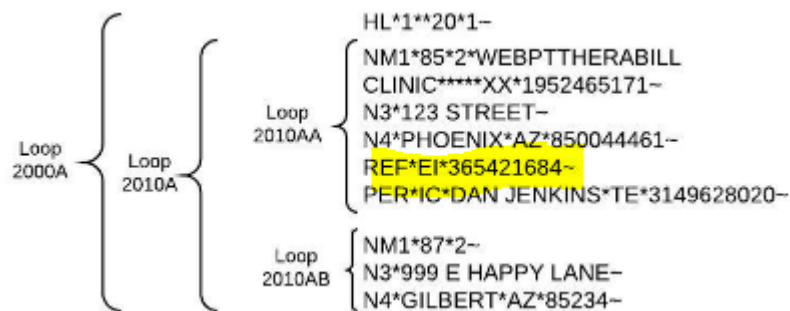 HL*1**20*1~
NM1*85*2*WEBPTTHERABILL
CLINIC*****XX*1952465171~
N3*123 STREET~
N4*PHOENIX*AZ*850044461~
REF*EI*365421684~
PER*IC*DAN JENKINS*TE*3149628020~
Loop
2010AA
Loop
2000A
Loop
2010A
Loop
2010AB
NM1*87*2~
N3*999 E HAPPY LANE~
N4*GILBERT*AZ*85234~